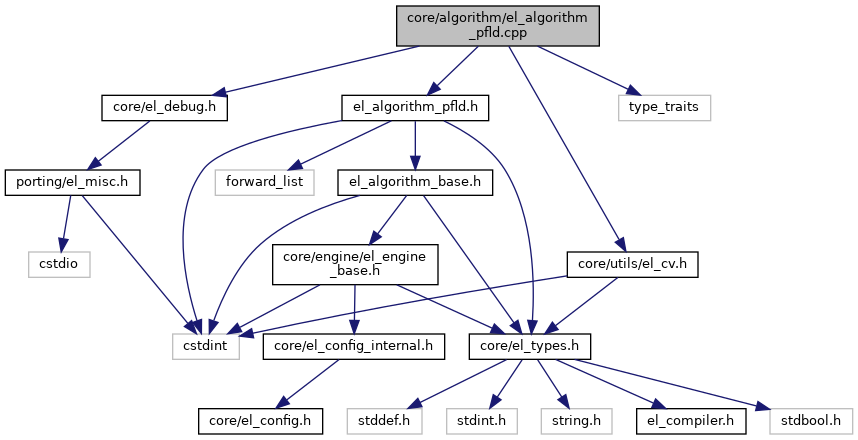 core/algorithm/el_algorithm
_pfld.cpp
core/el_debug.h
el_algorithm_pfld.h
type_traits
porting/el_misc.h
forward_list
el_algorithm_base.h
cstdio
core/engine/el_engine
_base.h
core/utils/el_cv.h
cstdint
core/el_config_internal.h
core/el_types.h
core/el_config.h
stddef.h
stdint.h
string.h
el_compiler.h
stdbool.h